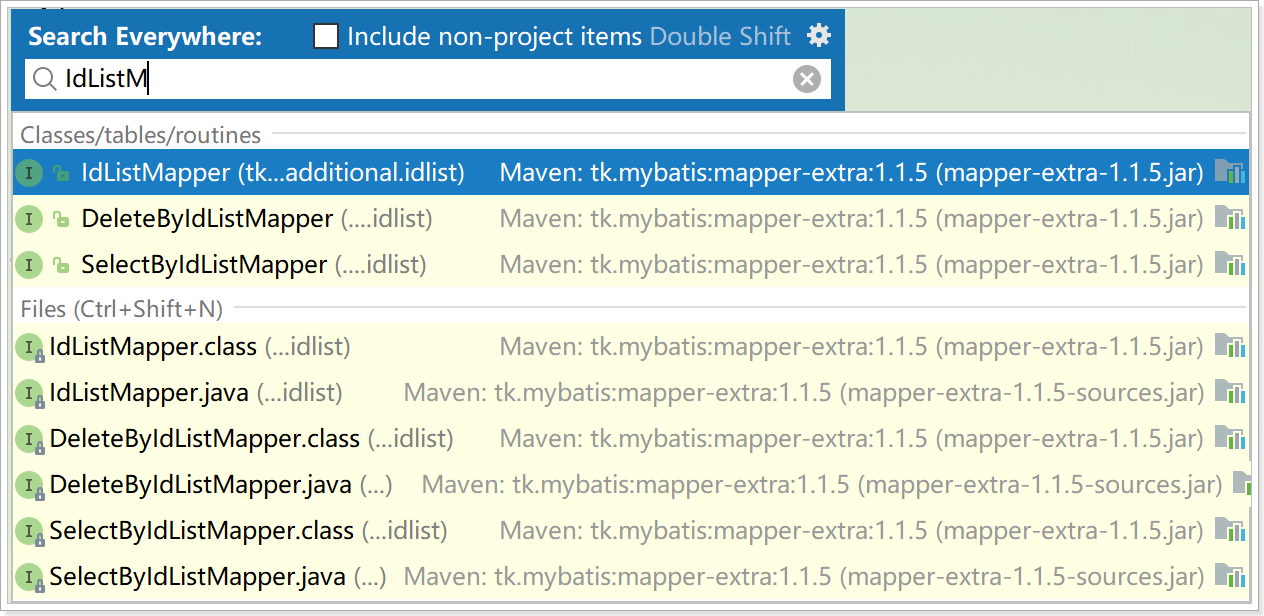 Search Everywhere: Include non-project items Double Shift
IdListM
Classes/tables/routines
I IdListMapper (tk...additional.idlist) Maven: tk.mybatis:mapper-extra:1.1.5 (mapper-extra-1.1.5.jar)
I DeleteByIdListMapper (....idlist) Maven: tk.mybatis:mapper-extra:1.1.5 (mapper-extra-1.1.5.jar)
I SelectByIdListMapper (....idlist) Maven: tk.mybatis:mapper-extra:1.1.5 (mapper-extra-1.1.5.jar)
Files (Ctrl+Shift+N)
I IdListMapper.class (...idlist) Maven: tk.mybatis:mapper-extra:1.1.5 (mapper-extra-1.1.5.jar)
I IdListMapper.java (...idlist) Maven: tk.mybatis:mapper-extra:1.1.5 (mapper-extra-1.1.5-sources.jar)
I DeleteByIdListMapper.class (...idlist) Maven: tk.mybatis:mapper-extra:1.1.5 (mapper-extra-1.1.5.jar)
I DeleteByIdListMapper.java (...) Maven: tk.mybatis:mapper-extra:1.1.5 (mapper-extra-1.1.5-sources.jar)
I SelectByIdListMapper.class (...idlist) Maven: tk.mybatis:mapper-extra:1.1.5 (mapper-extra-1.1.5.jar)
I SelectByIdListMapper.java (...) Maven: tk.mybatis:mapper-extra:1.1.5 (mapper-extra-1.1.5-sources.jar)